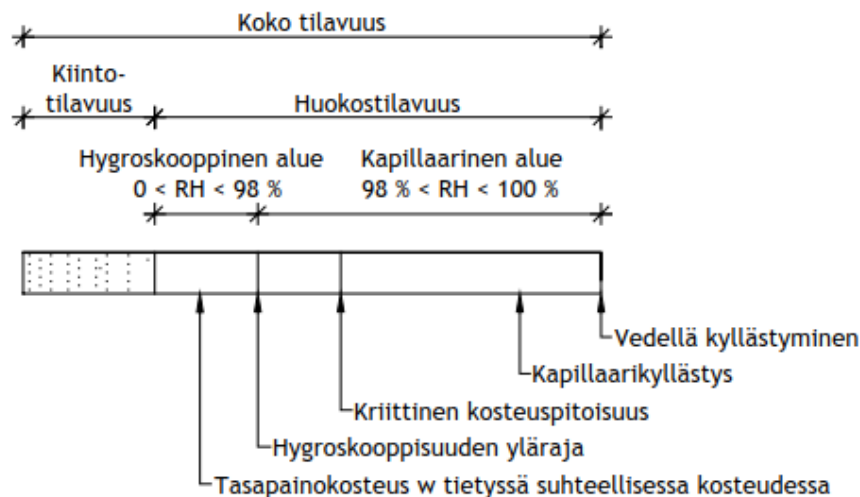 Koko tilavuus
Kiinto-
tilavuus
Huokostilavuus
Hygroskooppinen alue
0 < RH < 98 %
Kapillaarinen alue
98 % < RH < 100 %
Vedellä kyllästyminen
Kapillaarikyllästys
Kriittinen kosteuspitoisuus
Hygroskooppisuuden yläraja
Tasapainokosteus w tietyssä suhteellisessa kosteudessa